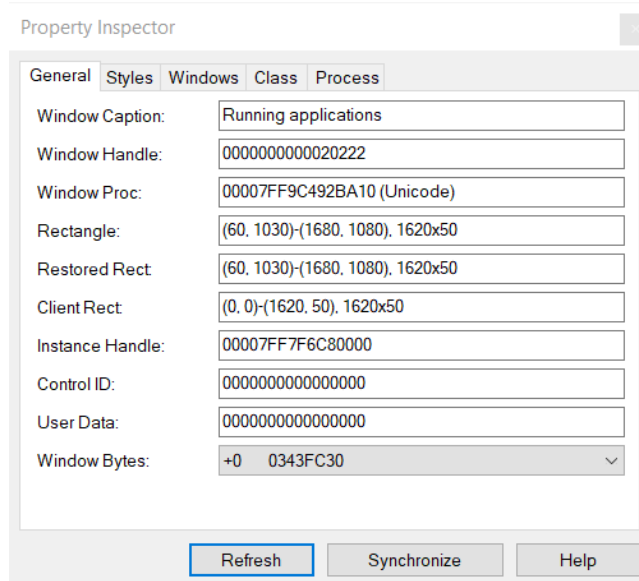 Property Inspector
General Styles Windows Class Process
Window Caption: Running applications
Window Handle: 0000000000020222
Window Proc: 00007FF9C492BA10 (Unicode)
Rectangle: (60, 1030)-(1680, 1080), 1620x50
Restored Rect: (60, 1030)-(1680, 1080), 1620x50
Client Rect: (0, 0)-(1620, 50), 1620x50
Instance Handle: 00007FF7F6C80000
Control ID: 0000000000000000
User Data: 0000000000000000
Window Bytes: +0 0343FC30
Refresh Synchronize Help